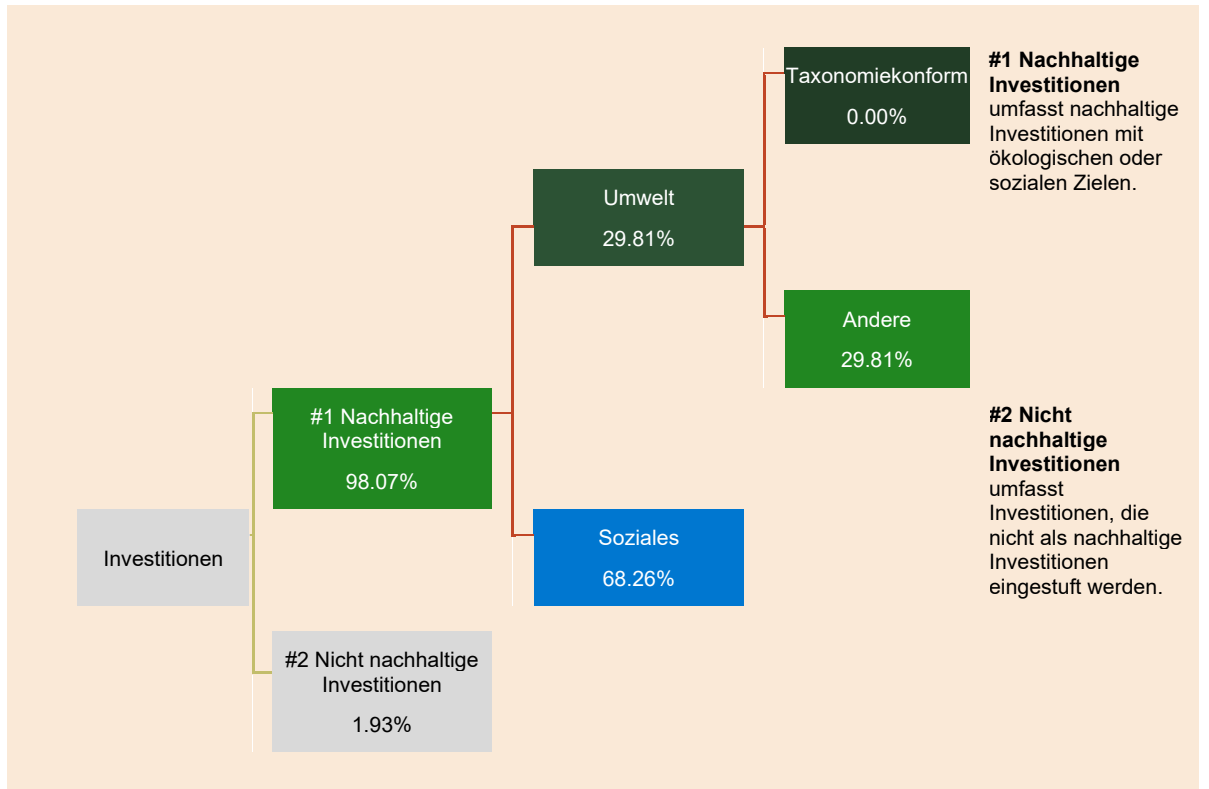 Taxonomiekonform
0.00%
#1 Nachhaltige
Investitionen
umfasst nachhaltige
Investitionen mit
ökologischen oder
sozialen Zielen.
Umwelt
29.81%
Andere
29.81%
#1 Nachhaltige
Investitionen
98.07%
#2 Nicht
nachhaltige
Investitionen
umfasst
Investitionen, die
nicht als nachhaltige
Investitionen
eingestuft werden.
Investitionen
Soziales
68.26%
#2 Nicht nachhaltige
Investitionen
1.93%